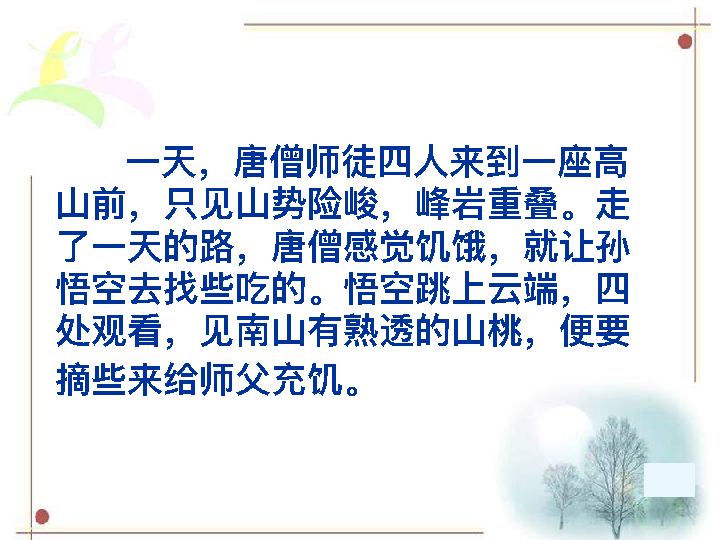 一天，唐僧师徒四人来到一座高
山前，只见山势险峻，峰岩重叠。走
了一天的路，唐僧感觉饥饿，就让孙
悟空去找些吃的。悟空跳上云端，四
处观看，见南山有熟透的山桃，便要
摘些来给师父充饥。